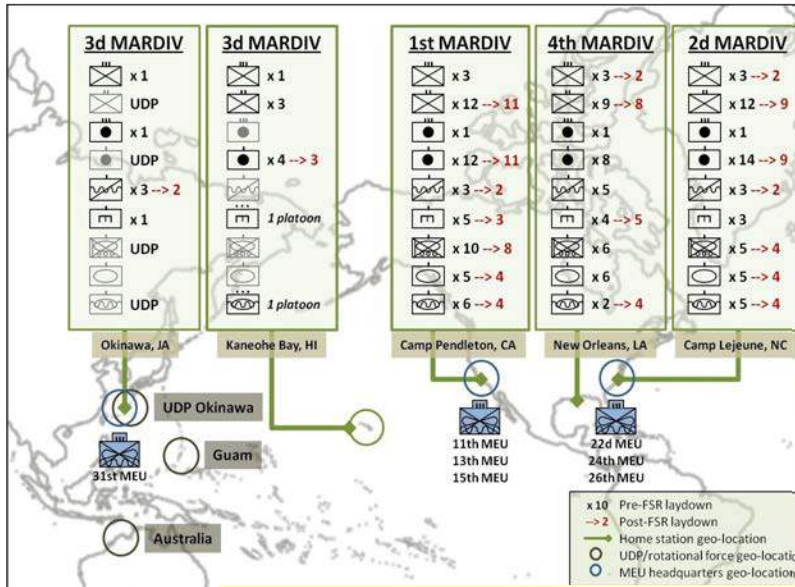 3d MARDIV
x 1
UDP
x 1
UDP
x 3 --> 2
x 1
UDP
UDP
Okinawa, JA
3d MARDIV
x 1
x 3
x 4 --> 3
1 platoon
1 platoon
Kaneohe Bay, HI
1st MARDIV
x 3
x 12 --> 11
x 1
x 12 --> 11
x 3 --> 2
x 5 --> 3
x 10 --> 8
x 5 --> 4
x 6 --> 4
Camp Pendleton, CA
4th MARDIV
x 3 --> 2
x 9 --> 8
x 1
x 8
x 5
x 4 --> 5
x 6
x 6
x 2 --> 4
New Orleans, LA
2d MARDIV
x 3 --> 2
x 12 --> 9
x 1
x 14 --> 9
x 3 --> 2
x 3
x 5 --> 4
x 5 --> 4
x 5 --> 4
Camp Lejeune, NC
UDP Okinawa
31st MEU
Guam
Australia
11th MEU
13th MEU
15th MEU
22d MEU
24th MEU
26th MEU
x 10 Pre-FSR laydown
--> 2 Post-FSR laydown
Home station geo-location
UDP/rotational force geo-locatio
MEU headquarters geo-location